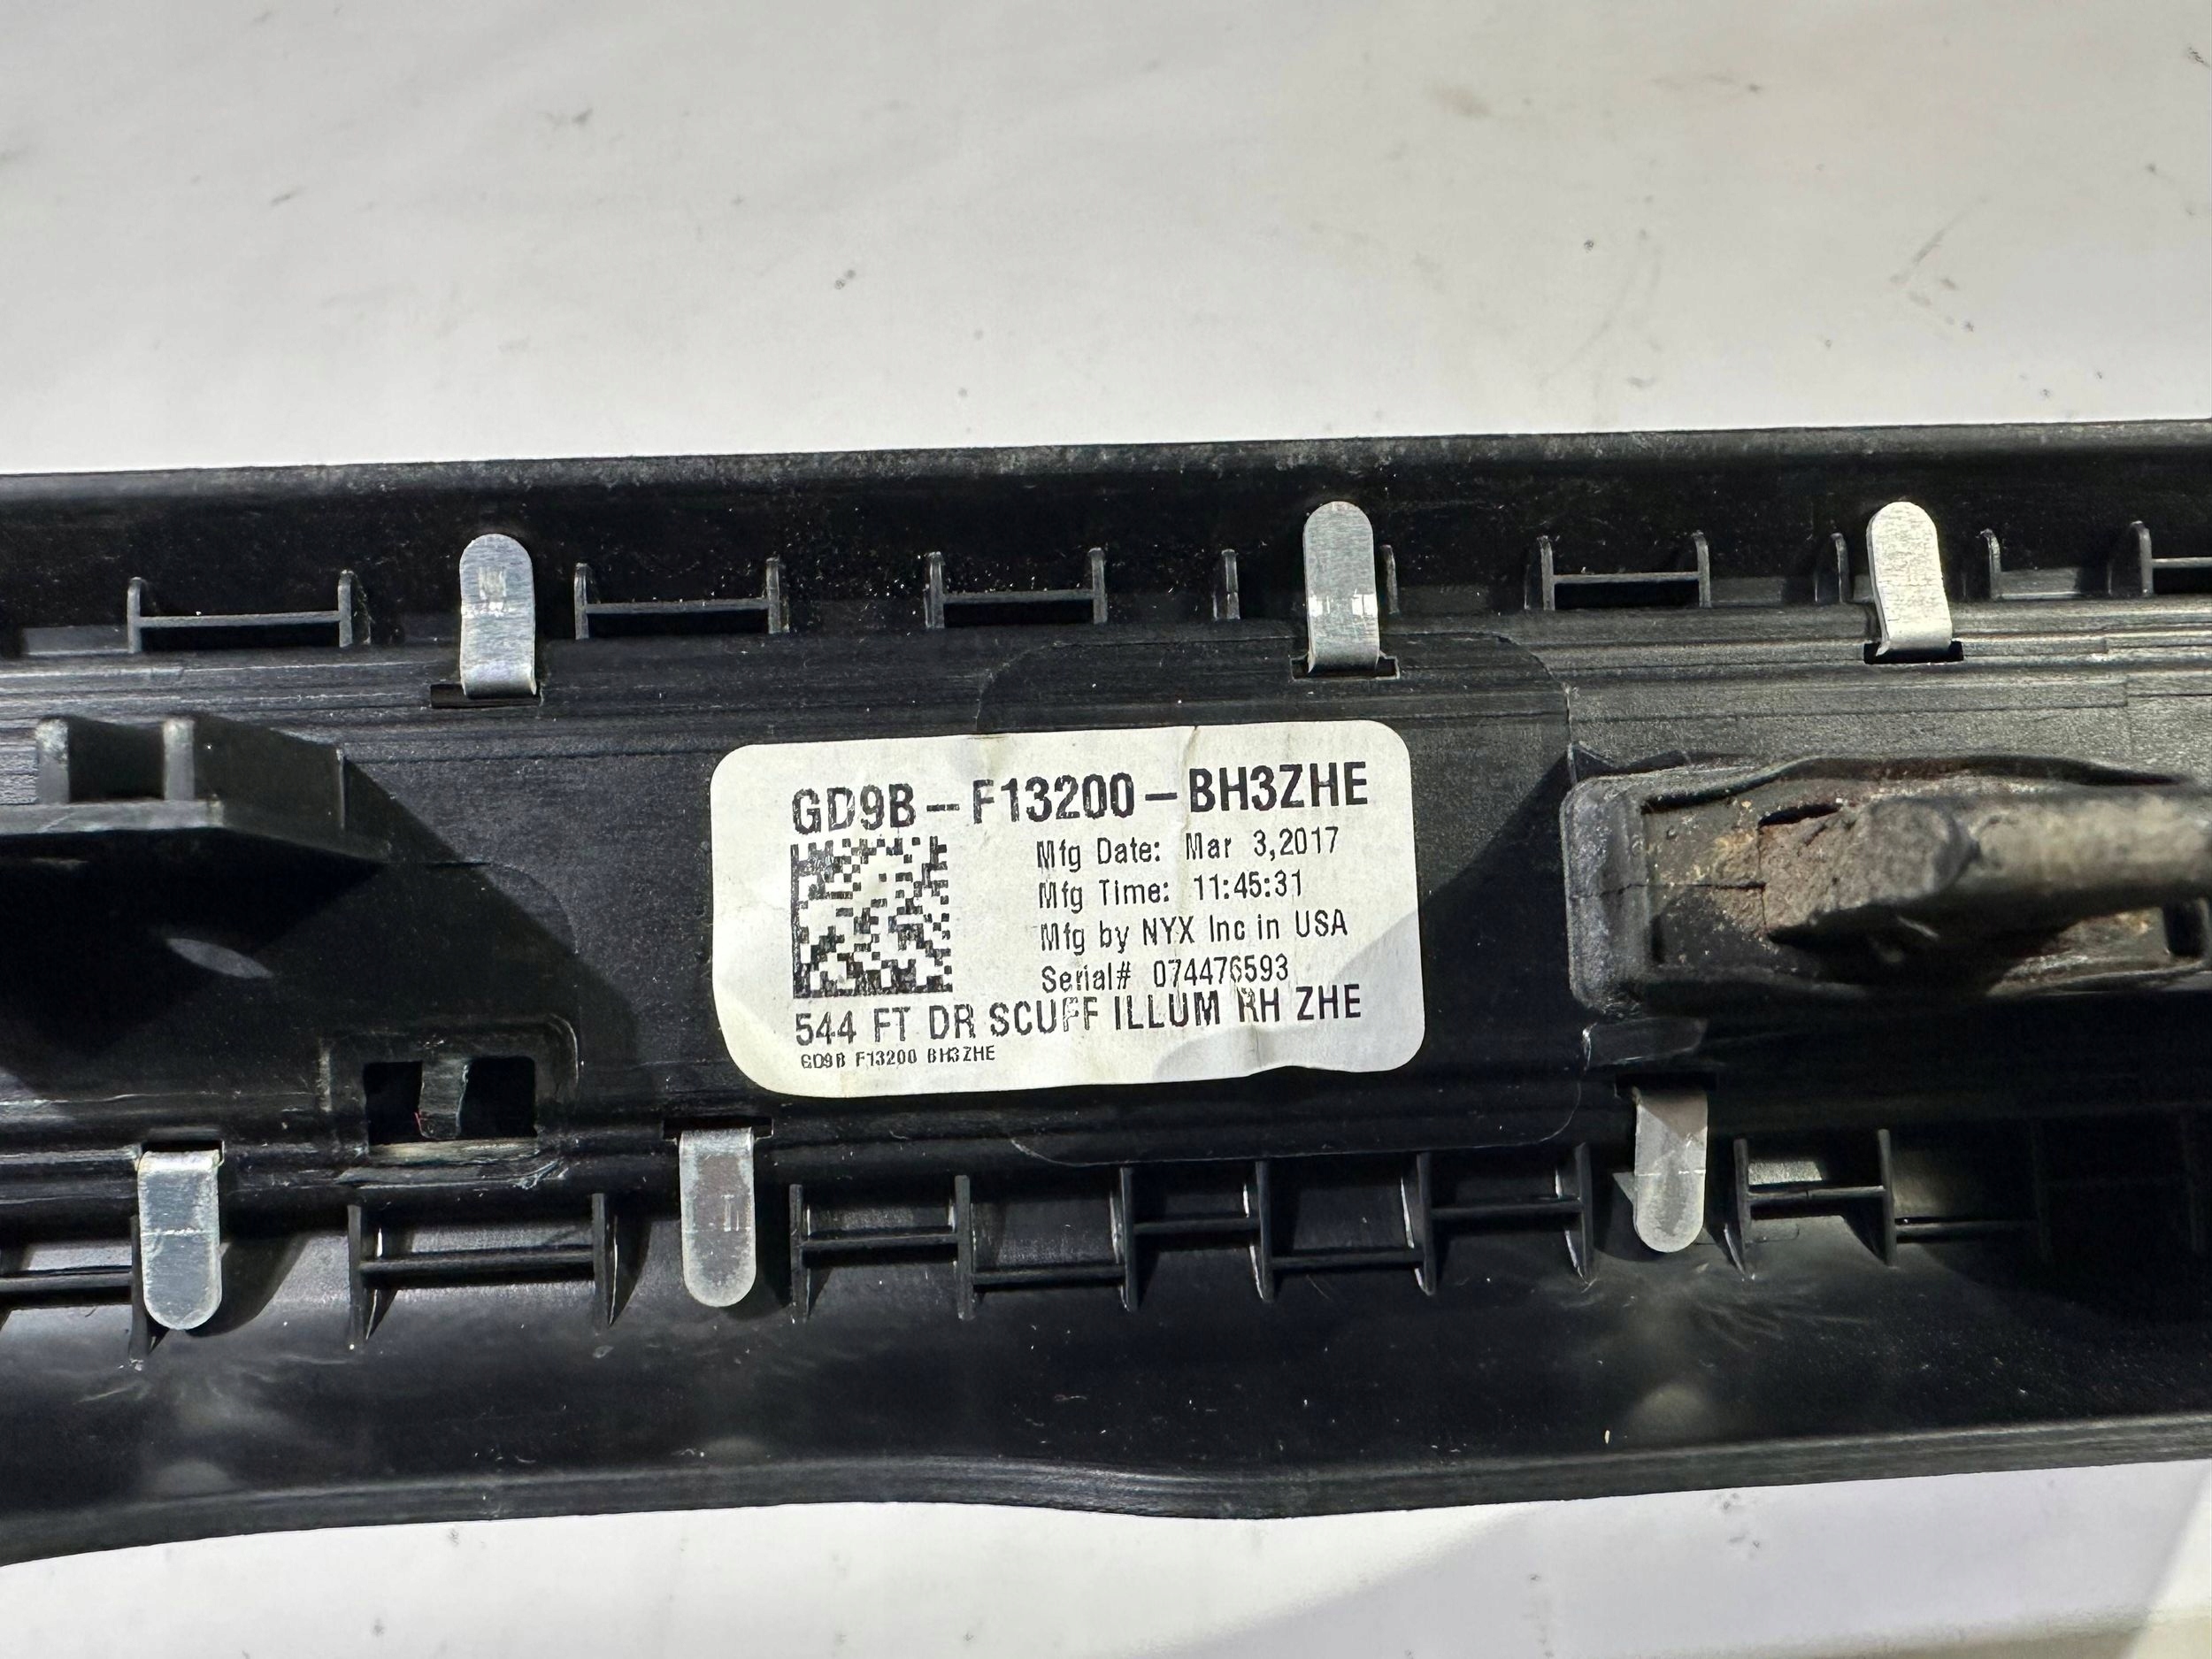 GD9B-F13200-BH3ZHE
Mfg Date: Mar 3,2017
Mfg Time: 11:45:31
Mfg by NYX Inc in USA
Serial# 074476593
544 FT DR SCUFF ILLUM RH ZHE
GD9B F13200 BH3ZHE